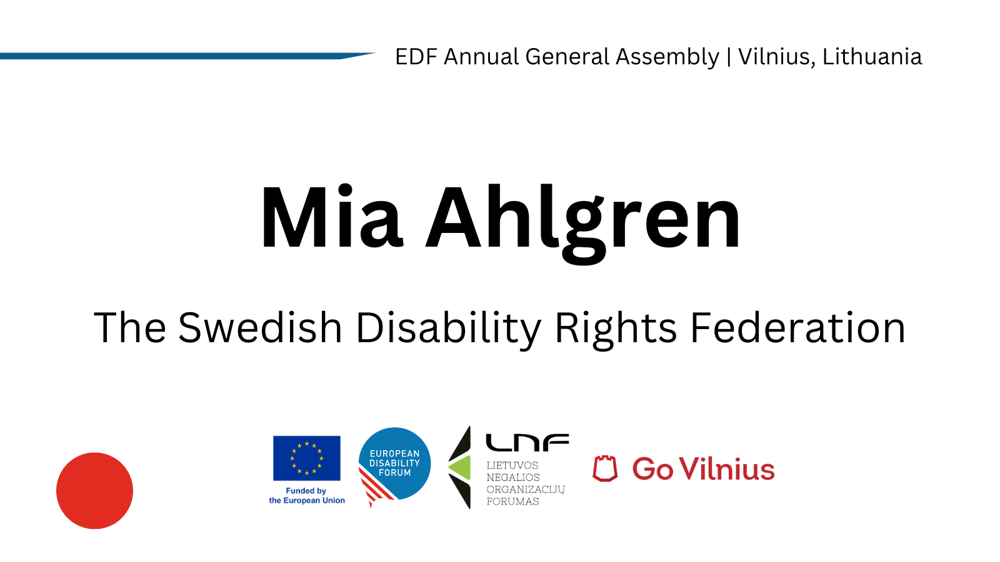 EDF Annual General Assembly | Vilnius, Lithuania
Mia Ahlgren
The Swedish Disability Rights Federation
Funded by
the European Union
EUROPEAN
DISABILITY
FORUM
LNF
LIETUVOS
NEGALIOS
ORGANIZACIJŲ
FORUMAS
Go Vilnius